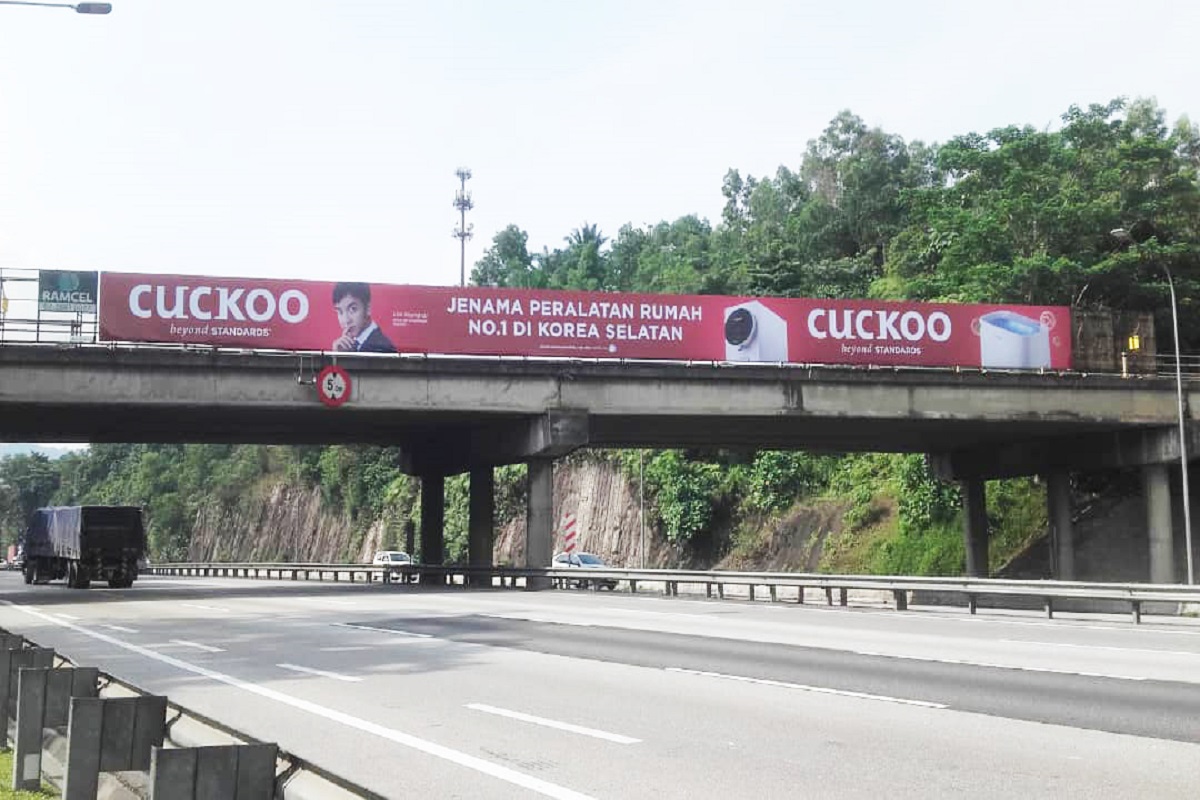 RAMCEL
CUCKOO
beyond STANDARDS
JENAMA PERALATAN RUMAH
NO.1 DI KOREA SELATAN
CUCKOO
beyond STANDARDS
5